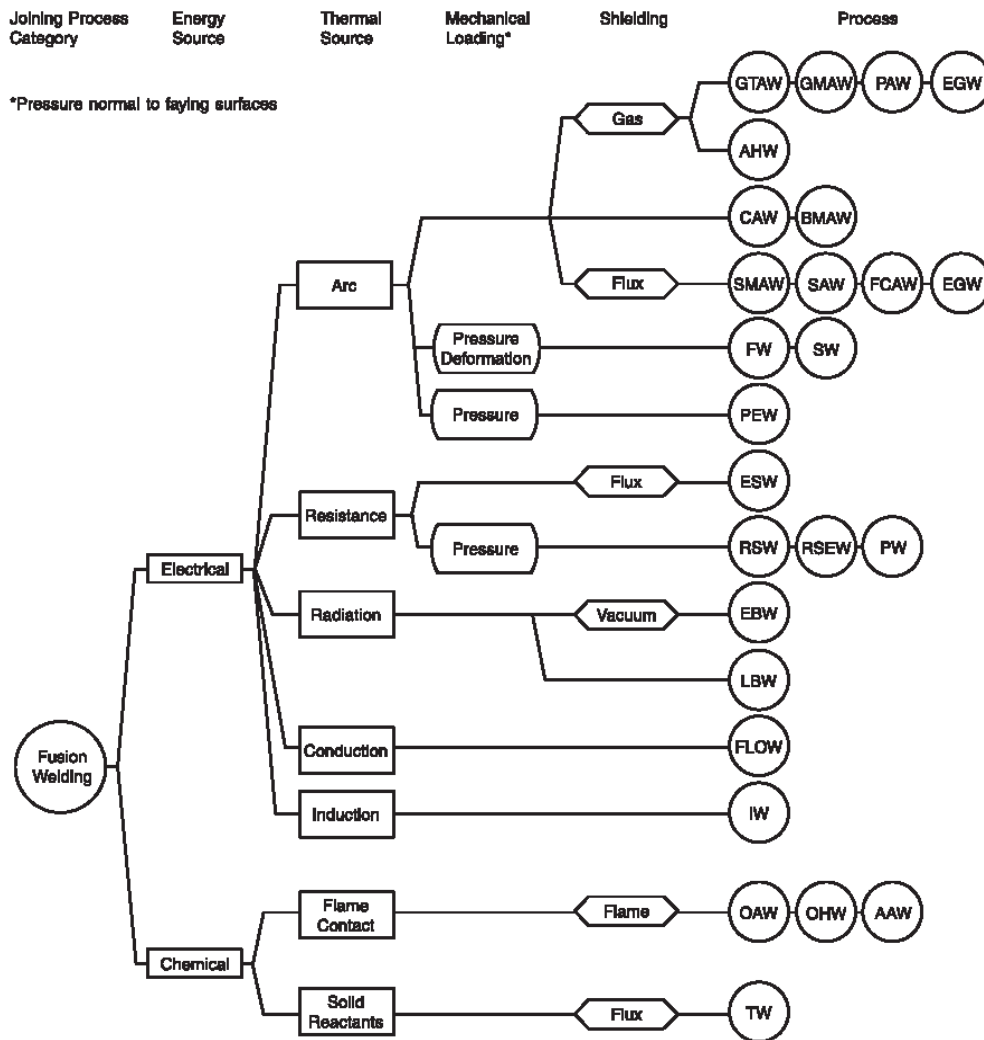 Joining Process Category
Energy Source
Thermal Source
Mechanical Loading*
Shielding
Process
*Pressure normal to faying surfaces
GTAW GMAW PAW EGW
Gas
AHW
CAW BMAW
Arc
Flux
SMAW SAW FCAW EGW
Pressure
Deformation
FW SW
Pressure
PEW
Flux
ESW
Resistance
Pressure
RSW RSEW PW
Electrical
Radiation
Vacuum
EBW
LBW
Fusion
Welding
Conduction
FLOW
Induction
IW
Flame
Contact
Flame
OAW OHW AAW
Chemical
Solid
Reactants
Flux
TW